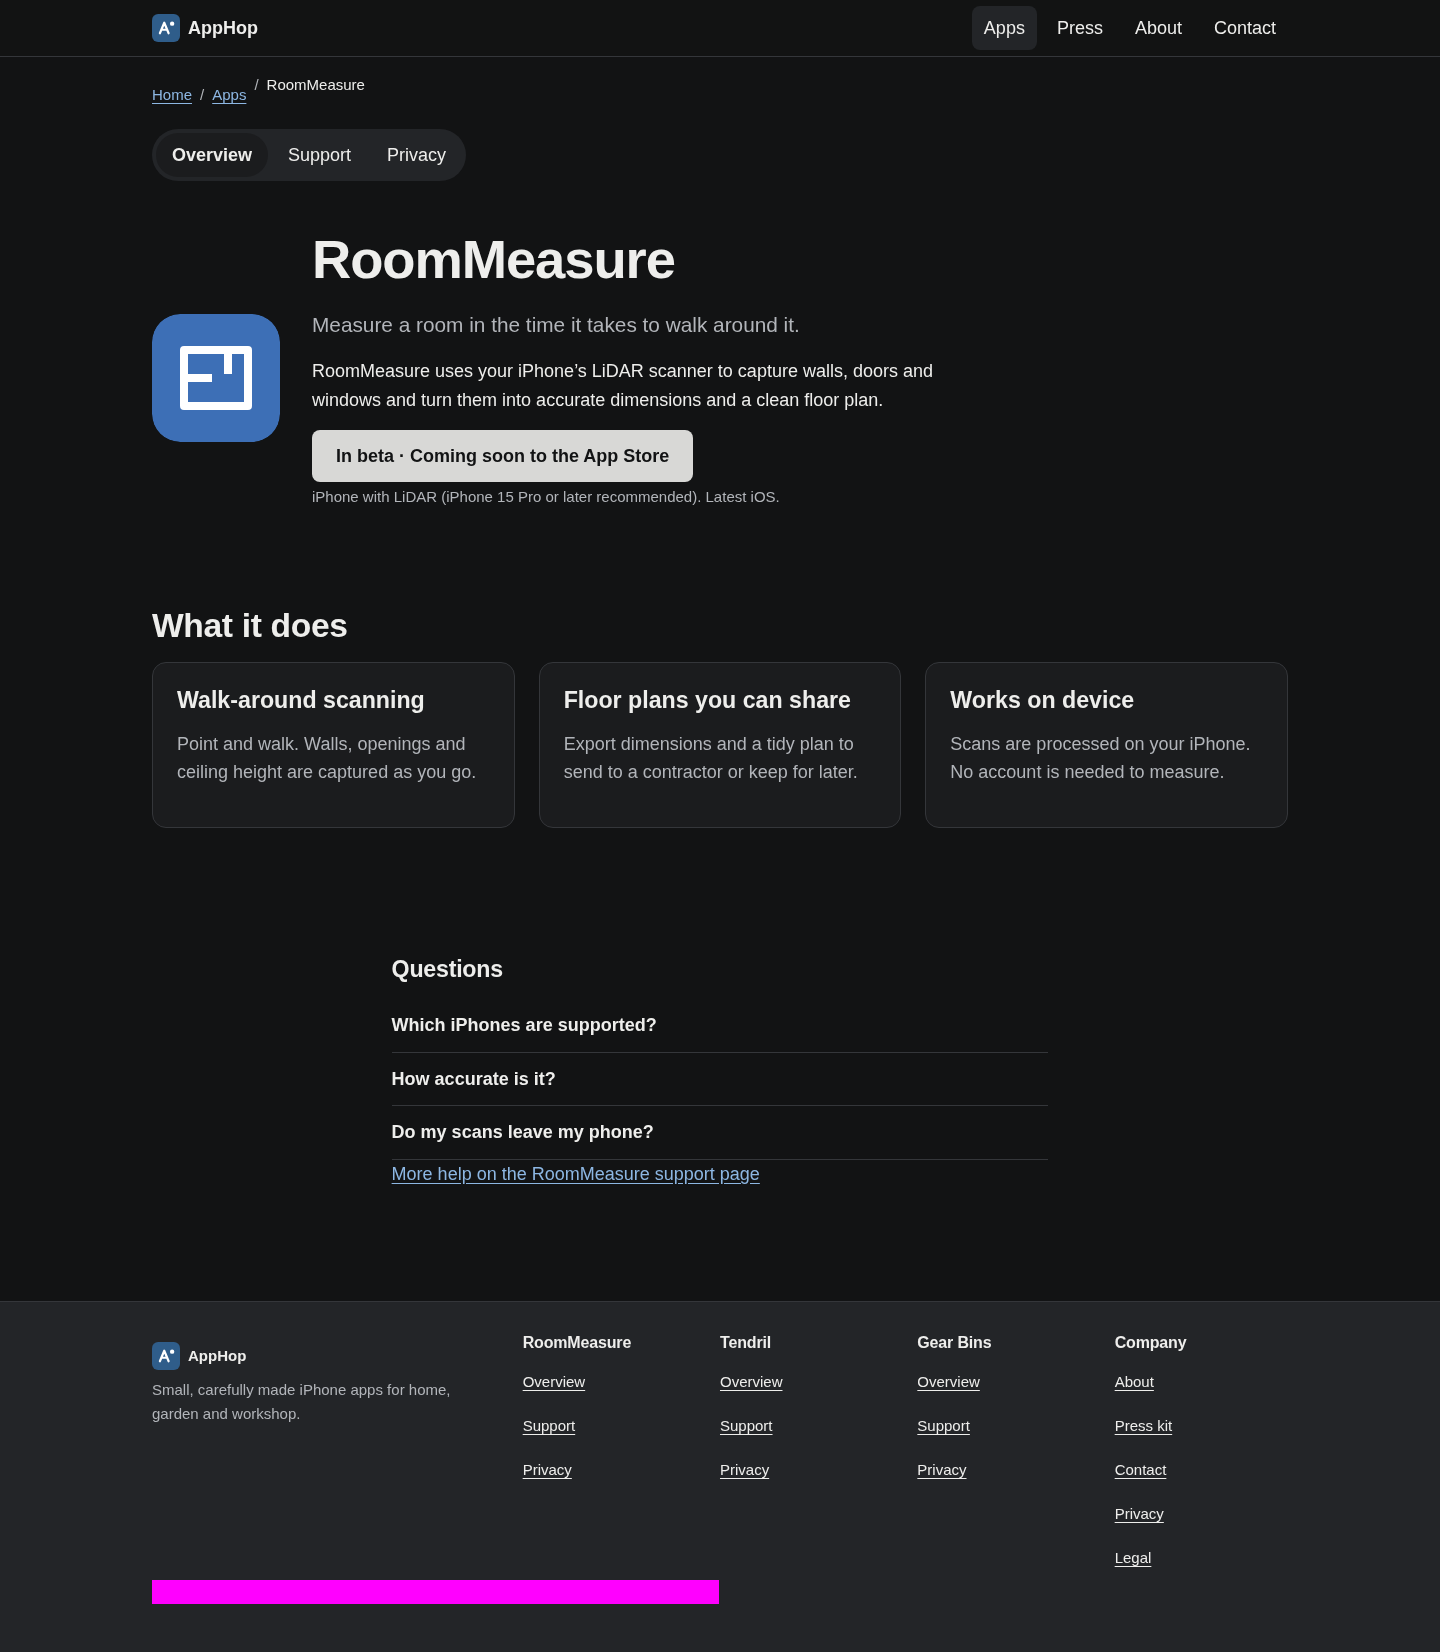 AppHop
Apps Press About Contact
Home / Apps / RoomMeasure
Overview Support Privacy
RoomMeasure
Measure a room in the time it takes to walk around it.
RoomMeasure uses your iPhone’s LiDAR scanner to capture walls, doors and
windows and turn them into accurate dimensions and a clean floor plan.
In beta · Coming soon to the App Store
iPhone with LiDAR (iPhone 15 Pro or later recommended). Latest iOS.
What it does
Walk-around scanning
Point and walk. Walls, openings and
ceiling height are captured as you go.
Floor plans you can share
Export dimensions and a tidy plan to
send to a contractor or keep for later.
Works on device
Scans are processed on your iPhone.
No account is needed to measure.
Questions
Which iPhones are supported?
How accurate is it?
Do my scans leave my phone?
More help on the RoomMeasure support page
AppHop
Small, carefully made iPhone apps for home,
garden and workshop.
RoomMeasure
Overview
Support
Privacy
Tendril
Overview
Support
Privacy
Gear Bins
Overview
Support
Privacy
Company
About
Press kit
Contact
Privacy
Legal